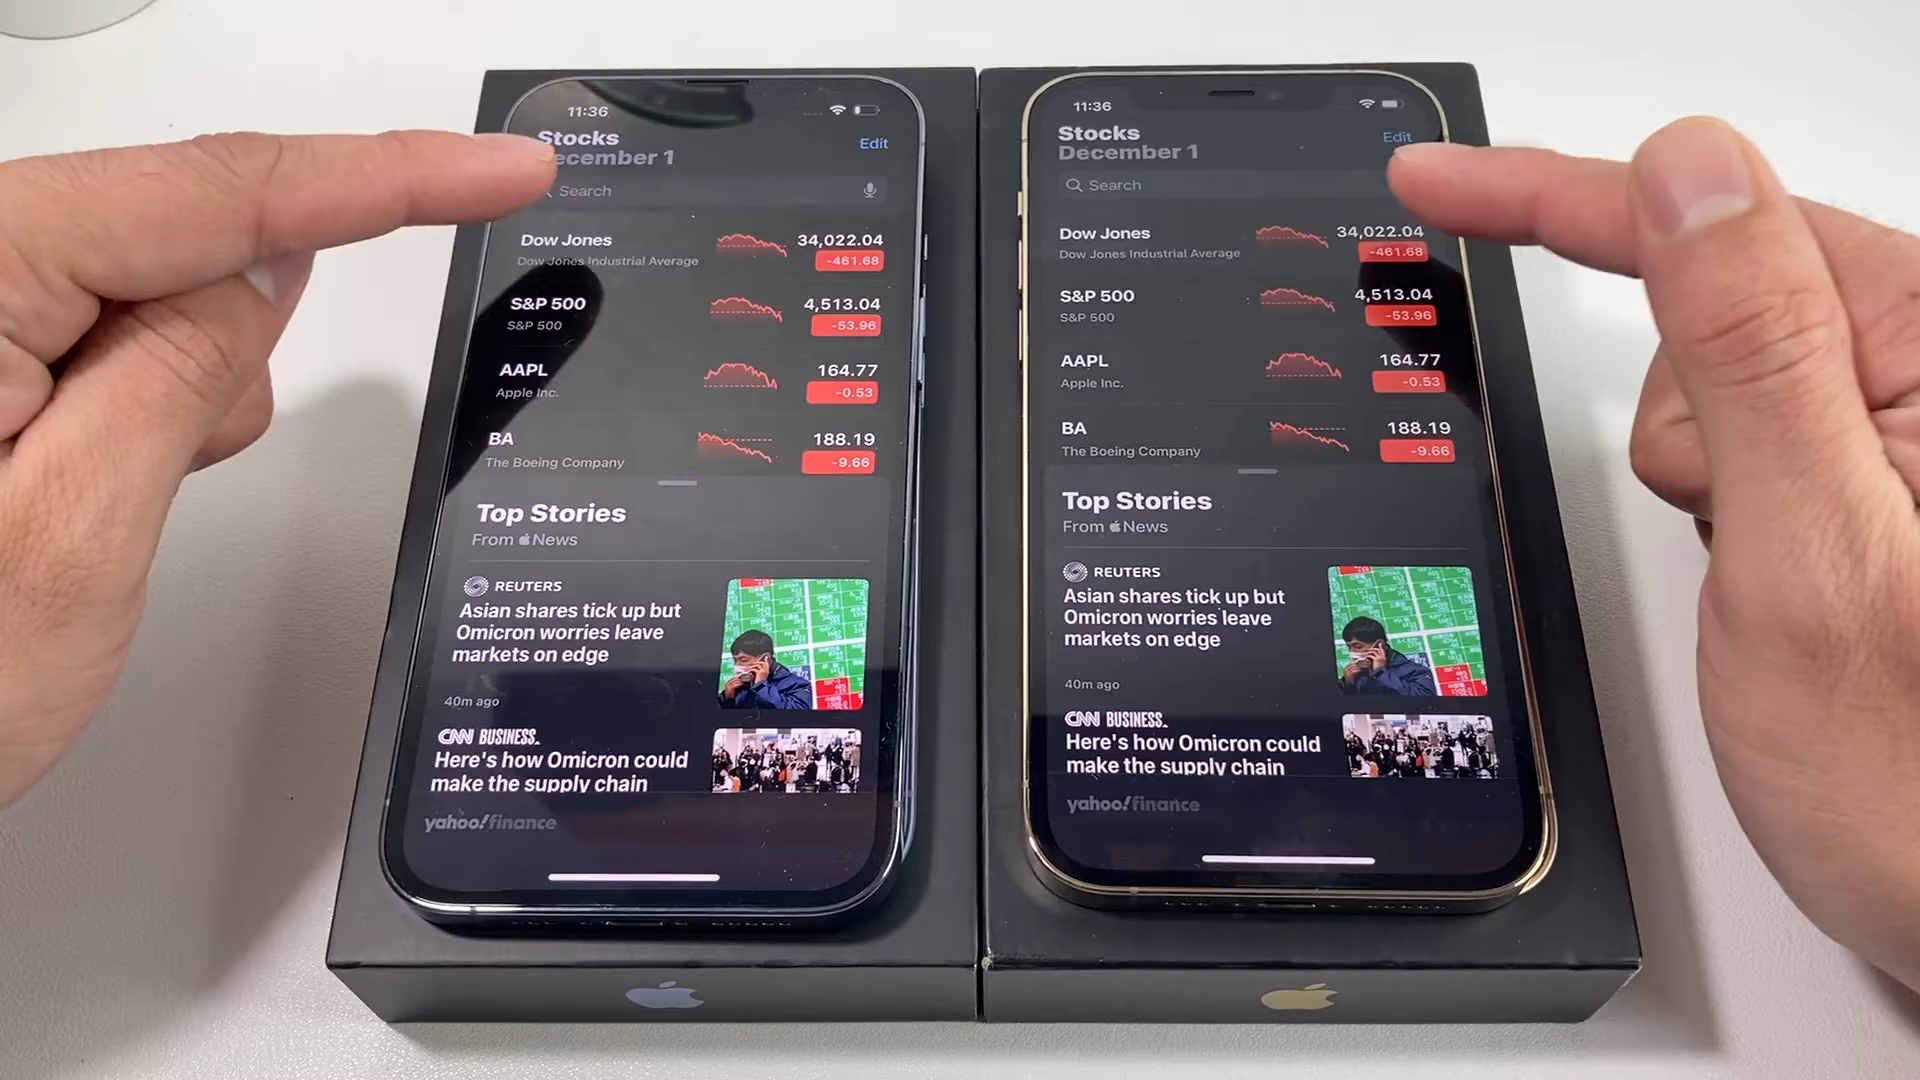 11:36
Stocks
ecember 1
Edit
Search
Dow Jones
34,022.04
Dow Jones Industrial Average
-461.68
S&P 500
4,513.04
S&P 500
-53.96
AAPL
164.77
Apple Inc.
-0.53
BA
188.19
The Boeing Company
-9.66
Top Stories
From News
REUTERS
Asian shares tick up but
Omicron worries leave
markets on edge
40m ago
CNN BUSINESS
Here's how Omicron could
make the supply chain
yahoo!finance
11:36
Stocks
December 1
Edit
Search
Dow Jones
34,022.04
Dow Jones Industrial Average
-461.68
S&P 500
4,513.04
S&P 500
-53.96
AAPL
164.77
Apple Inc.
-0.53
BA
188.19
The Boeing Company
-9.66
Top Stories
From News
REUTERS
Asian shares tick up but
Omicron worries leave
markets on edge
40m ago
CNN BUSINESS
Here's how Omicron could
make the supply chain
yahoo!finance